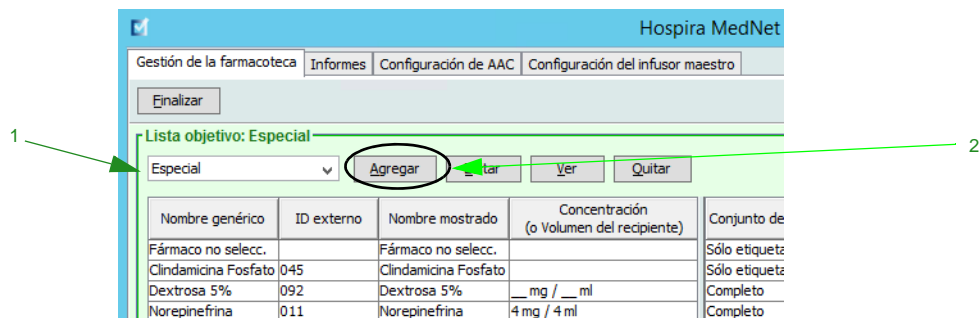 Hospira MedNet
Gestión de la farmacoteca Informes Configuración de AAC Configuración del infusor maestro
Finalizar
1
Lista objetivo: Especial
2
Especial Agregar Ver Quitar
Nombre genérico ID externo Nombre mostrado Concentración (o Volumen del recipiente) Conjunto de
Fármaco no selecc. Fármaco no selecc. Sólo etiqueta
Clindamicina Fosfato 045 Clindamicina Fosfato Sólo etiqueta
Dextrosa 5% 092 Dextrosa 5% __ mg / __ ml Completo
Norepinefrina 011 Norepinefrina 4 mg / 4 ml Completo